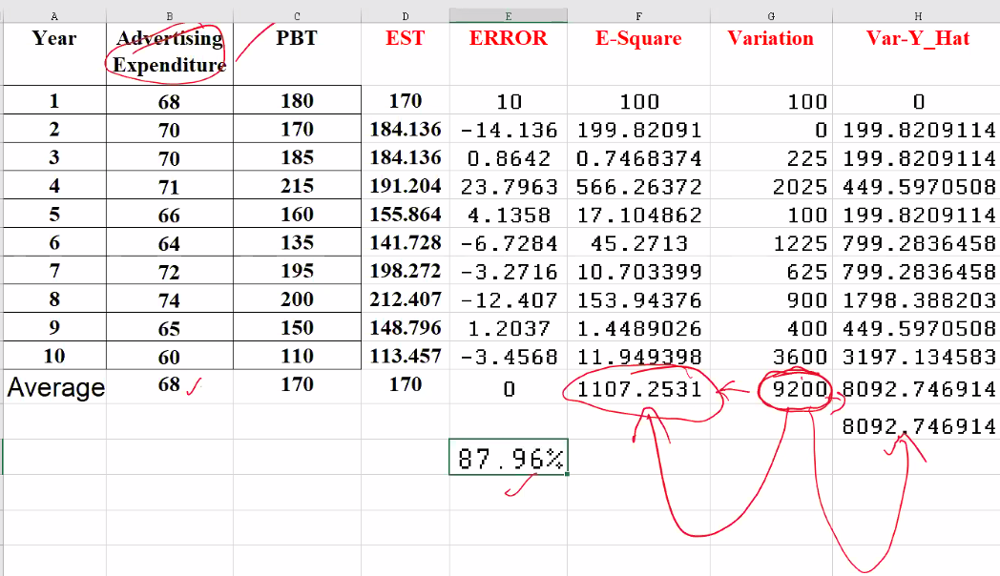 A B C D E F G H
Year Advertising Expenditure PBT EST ERROR E-Square Variation Var-Y_Hat
1 68 180 170 10 100 100 0
2 70 170 184.136 -14.136 199.82091 0 199.8209114
3 70 185 184.136 0.8642 0.7468374 225 199.8209114
4 71 215 191.204 23.7963 566.26372 2025 449.5970508
5 66 160 155.864 4.1358 17.104862 100 199.8209114
6 64 135 141.728 -6.7284 45.2713 1225 799.2836458
7 72 195 198.272 -3.2716 10.703399 625 799.2836458
8 74 200 212.407 -12.407 153.94376 900 1798.388203
9 65 150 148.796 1.2037 1.4489026 400 449.5970508
10 60 110 113.457 -3.4568 11.949398 3600 3197.134583
Average 68 170 170 0 1107.2531 9200 8092.746914
8092.746914
87.96%